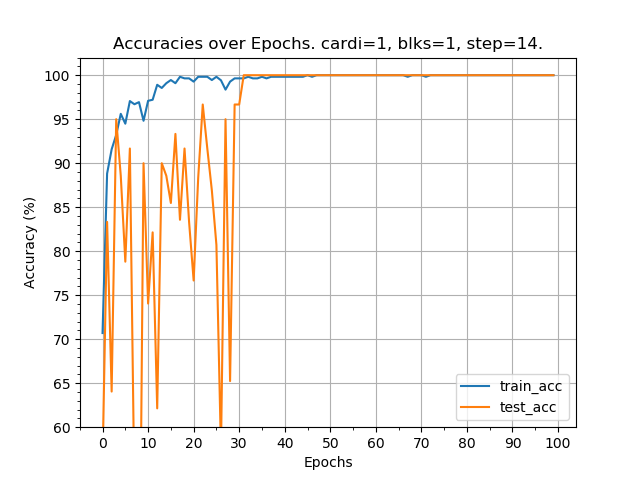 Accuracies over Epochs. cardi=1, blks=1, step=14.
Accuracy (%)
100
95
90
85
80
75
70
65
60
0 10 20 30 40 50 60 70 80 90 100
Epochs
train_acc
test_acc